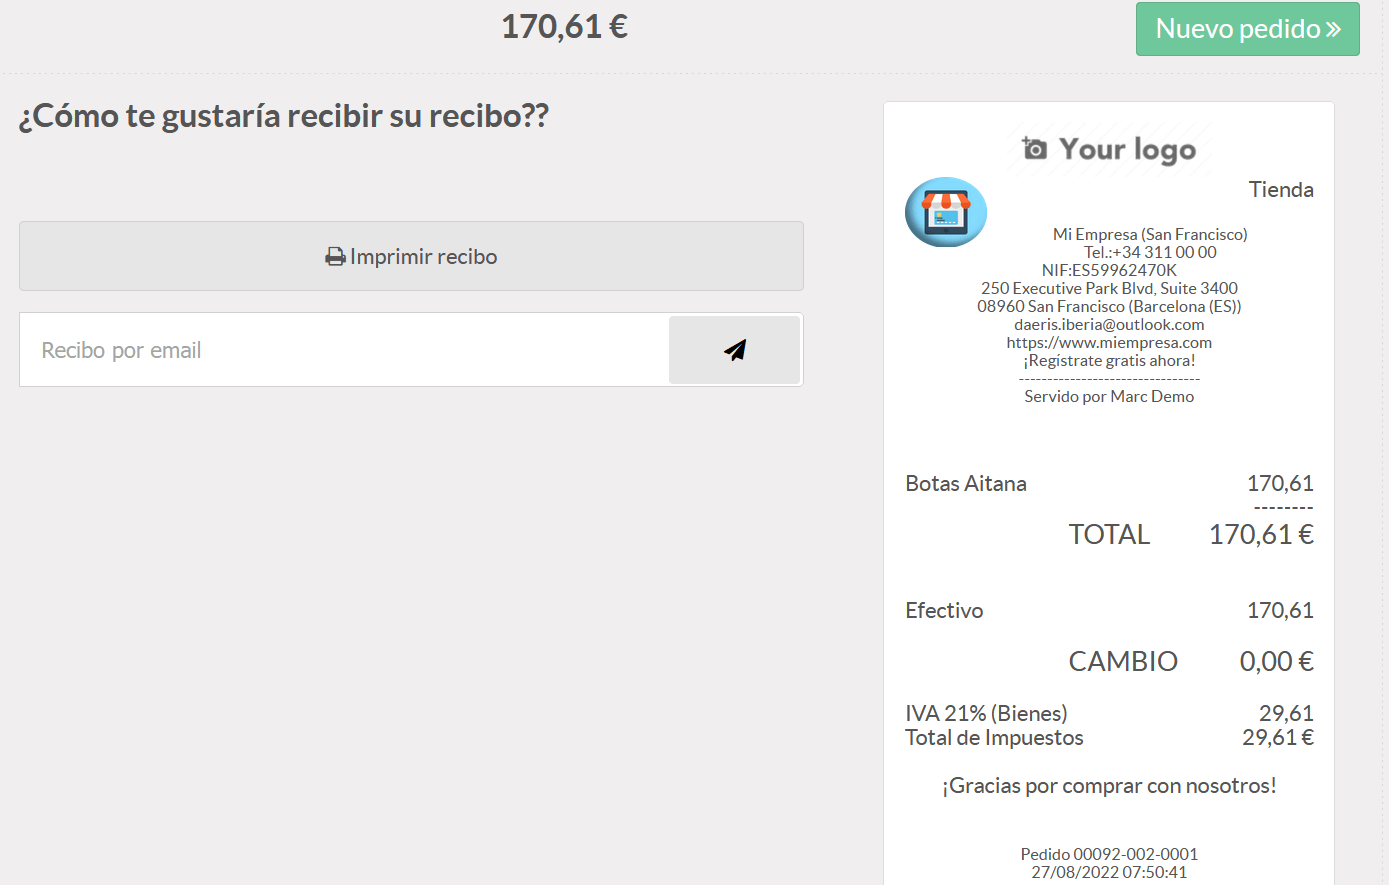 170,61 €
Nuevo pedido »
¿Cómo te gustaría recibir su recibo??
Imprimir recibo
Recibo por email
Your logo
Tienda
Mi Empresa (San Francisco)
Tel.:+34 311 00 00
NIF:ES59962470K
250 Executive Park Blvd, Suite 3400
08960 San Francisco (Barcelona (ES))
daeris.iberia@outlook.com
https://www.miempresa.com
¡Regístrate gratis ahora!
--------------------------------
Servido por Marc Demo
Botas Aitana 170,61
--------
TOTAL 170,61 €
Efectivo 170,61
CAMBIO 0,00 €
IVA 21% (Bienes) 29,61
Total de Impuestos 29,61 €
¡Gracias por comprar con nosotros!
Pedido 00092-002-0001
27/08/2022 07:50:41